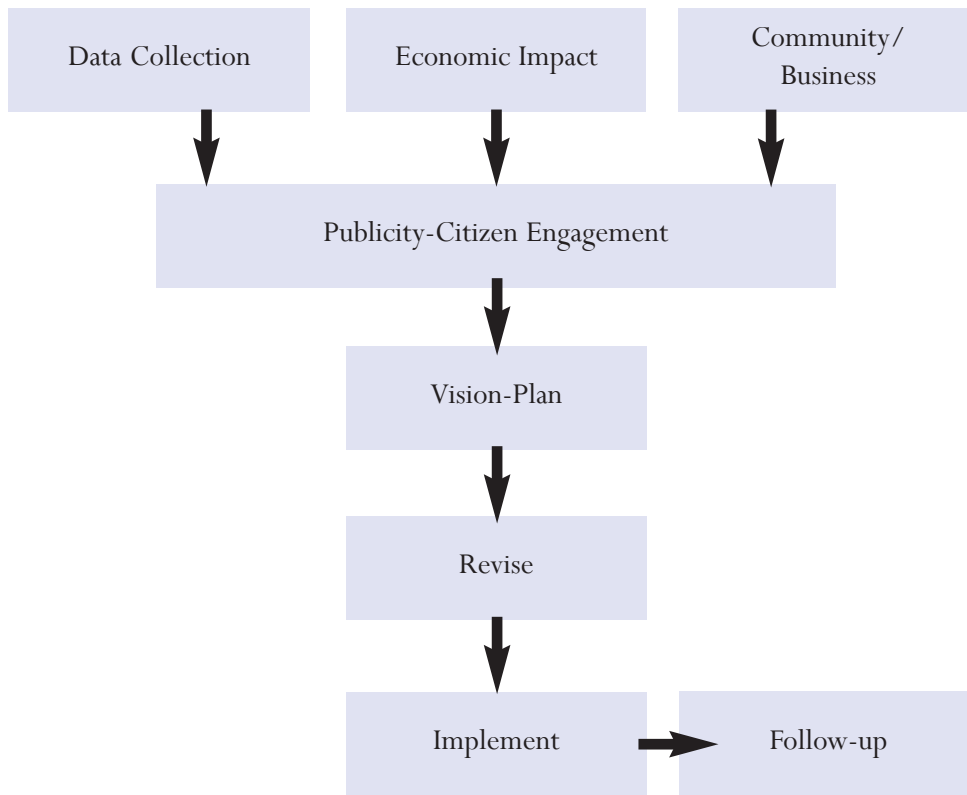 Data Collection
Economic Impact
Community/
Business
Publicity-Citizen Engagement
Vision-Plan
Revise
Implement
Follow-up